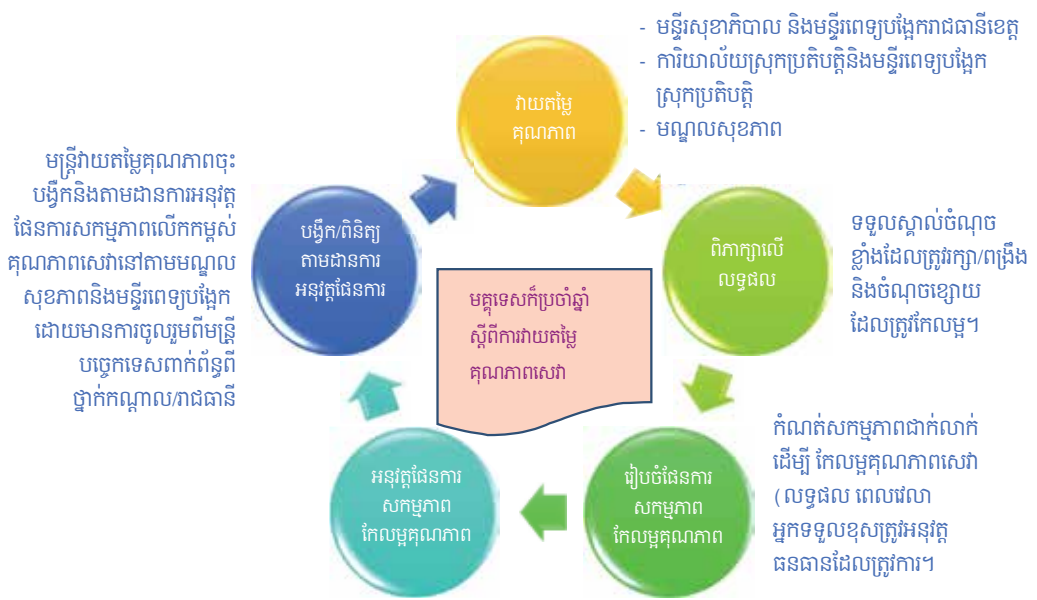 វាយតម្លៃ
គុណភាព
- មន្ទីរសុខាភិបាល និងមន្ទីរពេទ្យបង្អែករាជធានីខេត្ត
- ការិយាល័យស្រុកប្រតិបត្តិនិងមន្ទីរពេទ្យបង្អែក
ស្រុកប្រតិបត្តិ
- មណ្ឌលសុខភាព
ពិភាក្សាលើ
លទ្ធផល
ទទួលស្គាល់ចំណុច
ខ្លាំងដែលត្រូវរក្សា/ពង្រឹង
និងចំណុចខ្សោយ
ដែលត្រូវកែលម្អ។
រៀបចំផែនការ
សកម្មភាព
កែលម្អគុណភាព
កំណត់សកម្មភាពជាក់លាក់
ដើម្បី កែលម្អគុណភាពសេវា
(លទ្ធផល ពេលវេលា
អ្នកទទួលខុសត្រូវអនុវត្ត
ធនធានដែលត្រូវការ។
អនុវត្តផែនការ
សកម្មភាព
កែលម្អគុណភាព
បង្វឹក/ពិនិត្យ
តាមដានការ
អនុវត្តផែនការ
មន្ត្រីវាយតម្លៃគុណភាពចុះ
បង្វឹកនិងតាមដានការអនុវត្ត
ផែនការសកម្មភាពលើកកម្ពស់
គុណភាពសេវានៅតាមមណ្ឌល
សុខភាពនិងមន្ទីរពេទ្យបង្អែក
ដោយមានការចូលរួមពីមន្ត្រី
បច្ចេកទេសពាក់ព័ន្ធពី
ថ្នាក់កណ្តាល/រាជធានី
មគ្គុទេសក៍ប្រចាំឆ្នាំ
ស្តីពីការវាយតម្លៃ
គុណភាពសេវា